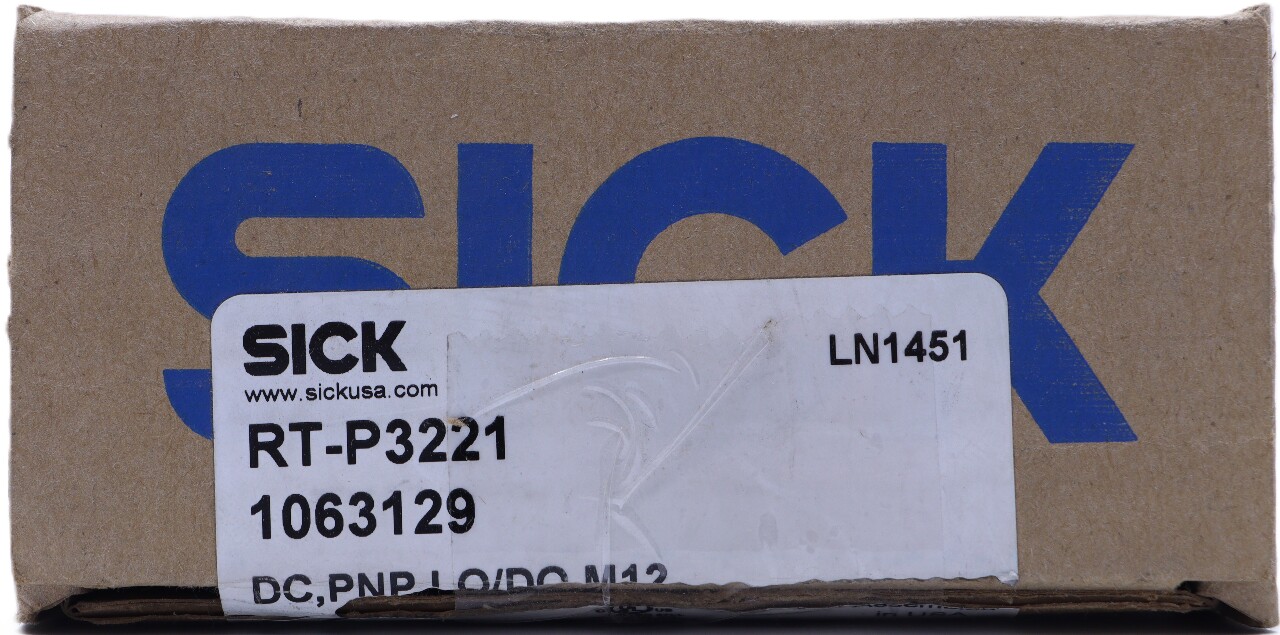 SICK
SICK
LN1451
www.sickusa.com
RT-P3221
1063129
DC,PNP,LO/DO,M12